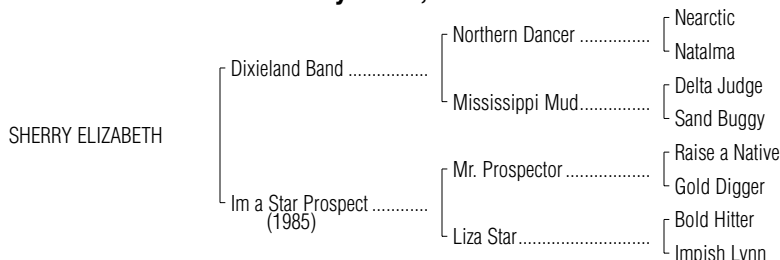 Nearctic
Northern Dancer ...............
Natalma
Dixieland Band .................
Delta Judge
Mississippi Mud...............
Sand Buggy
SHERRY ELIZABETH
Raise a Native
Mr. Prospector ..................
Gold Digger
Im a Star Prospect ............
(1985)
Bold Hitter
Liza Star............................
Impish Lynn